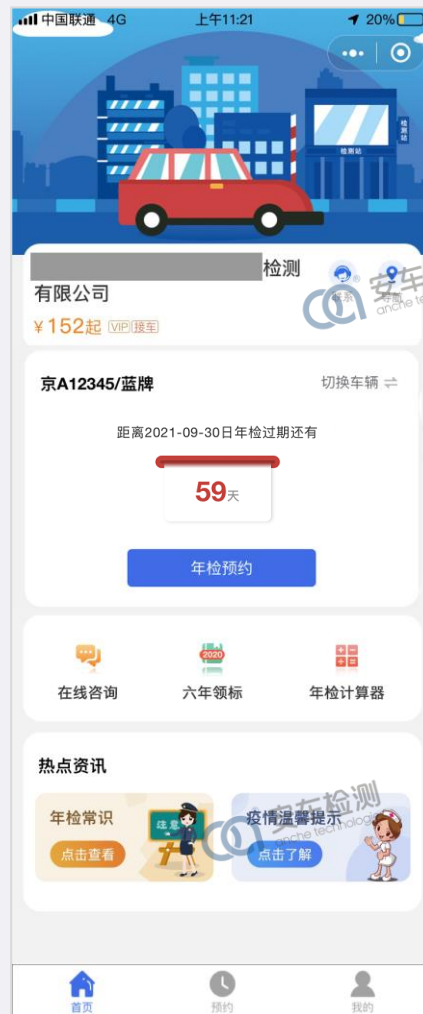 中国联通 4G 上午11:21 20%
检测站
检测站
检测
有限公司
联系 导航
¥152起 VIP 接车
京A12345/蓝牌 切换车辆
距离2021-09-30日年检过期还有
59天
年检预约
2020
在线咨询 六年领标 年检计算器
热点资讯
年检常识 疫情温馨提示
注意
点击查看 点击了解
安车
anche te
安车检测
anche technologi
首页 预约 我的